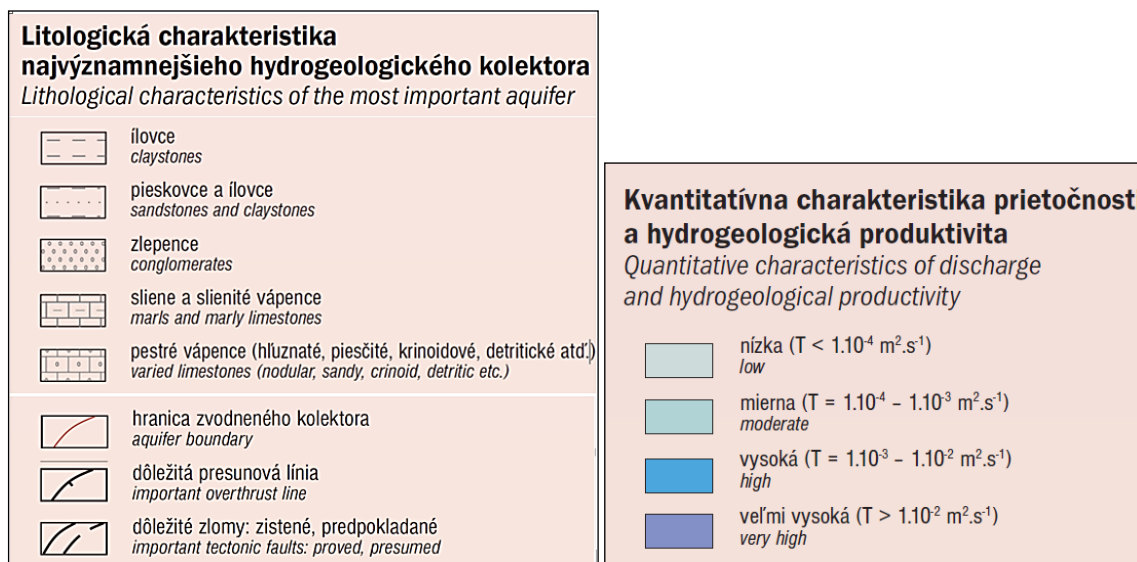 Litologická charakteristika
najvýznamnejšieho hydrogeologického kolektora
Lithological characteristics of the most important aquifer
ílovce
claystones
pieskovce a ílovce
sandstones and claystones
zlepence
conglomerates
sliene a slienité vápence
marls and marly limestones
pestré vápence (hľuznaté, piesčité, krinoidové, detritické atď.)
varied limestones (nodular, sandy, crinoid, detritic etc.)
hranica zvodneného kolektora
aquifer boundary
dôležitá presunová línia
important overthrust line
dôležité zlomy: zistené, predpokladané
important tectonic faults: proved, presumed
Kvantitatívna charakteristika prietočnosti
a hydrogeologická produktivita
Quantitative characteristics of discharge
and hydrogeological productivity
nízka (T < 1.10⁻⁴ m².s⁻¹)
low
mierna (T = 1.10⁻⁴ – 1.10⁻³ m².s⁻¹)
moderate
vysoká (T = 1.10⁻³ – 1.10⁻² m².s⁻¹)
high
veľmi vysoká (T > 1.10⁻² m².s⁻¹)
very high